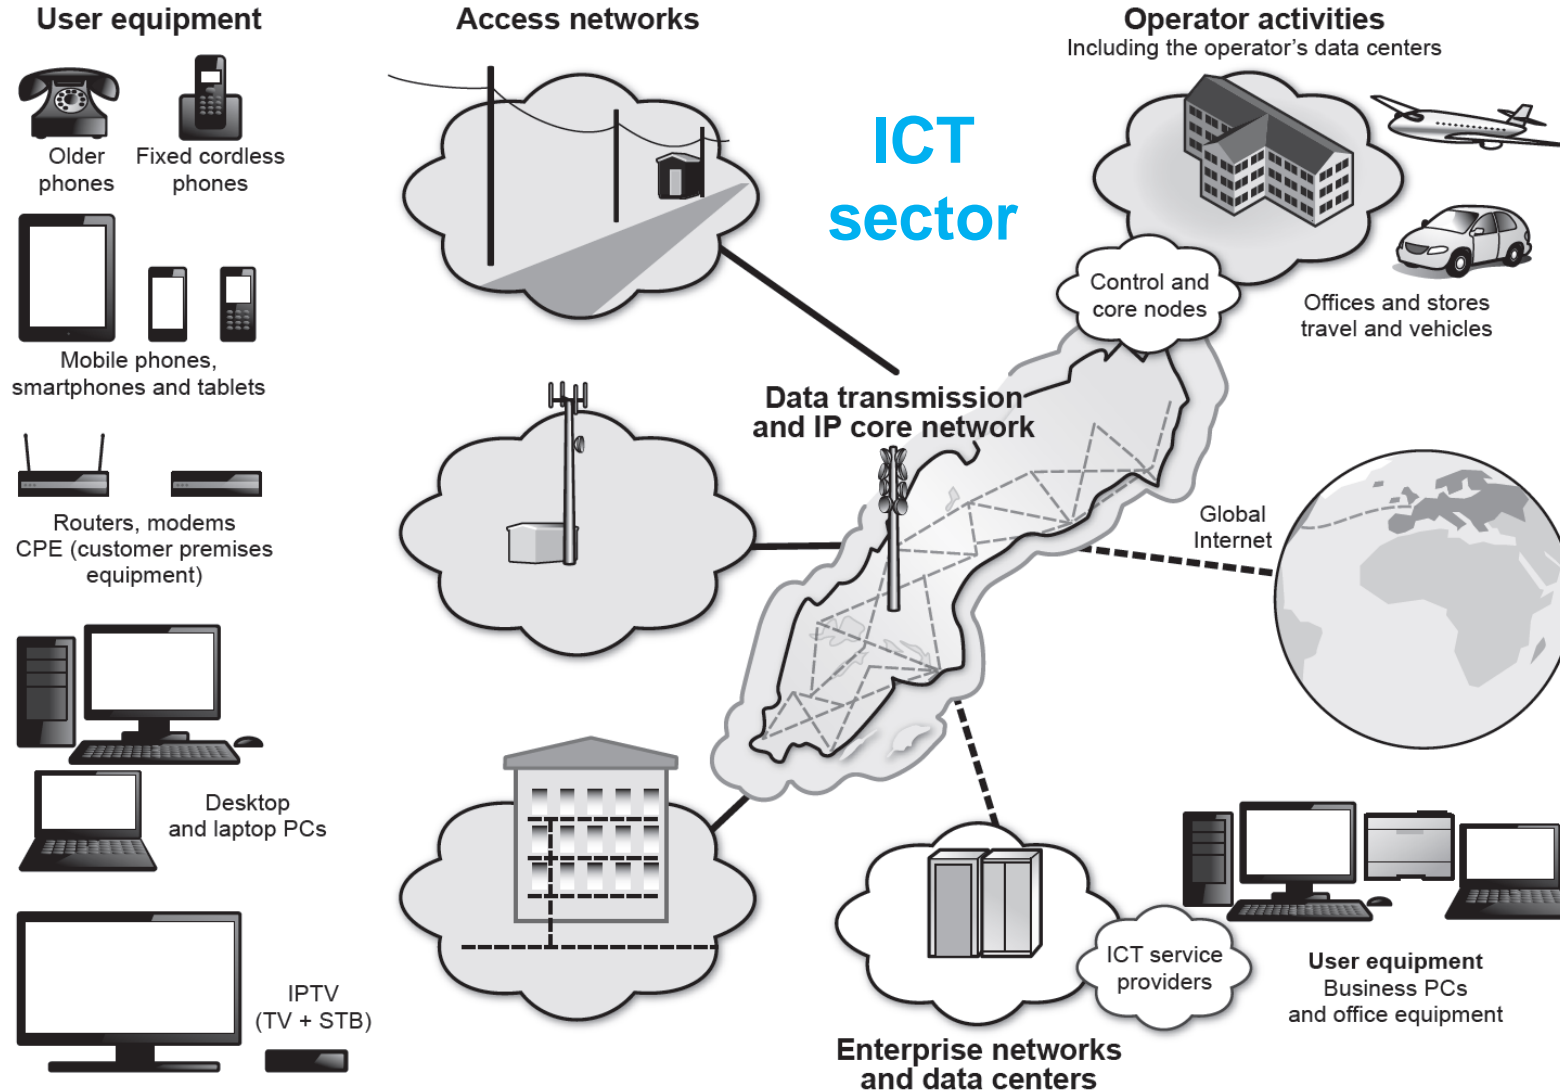 User equipment
Older
phones
Fixed cordless
phones
Mobile phones,
smartphones and tablets
Routers, modems
CPE (customer premises
equipment)
Desktop
and laptop PCs
IPTV
(TV + STB)
Access networks
ICT
sector
Operator activities
Including the operator's data centers
Control and
core nodes
Offices and stores
travel and vehicles
Data transmission
and IP core network
Global
Internet
ICT service
providers
User equipment
Business PCs
and office equipment
Enterprise networks
and data centers